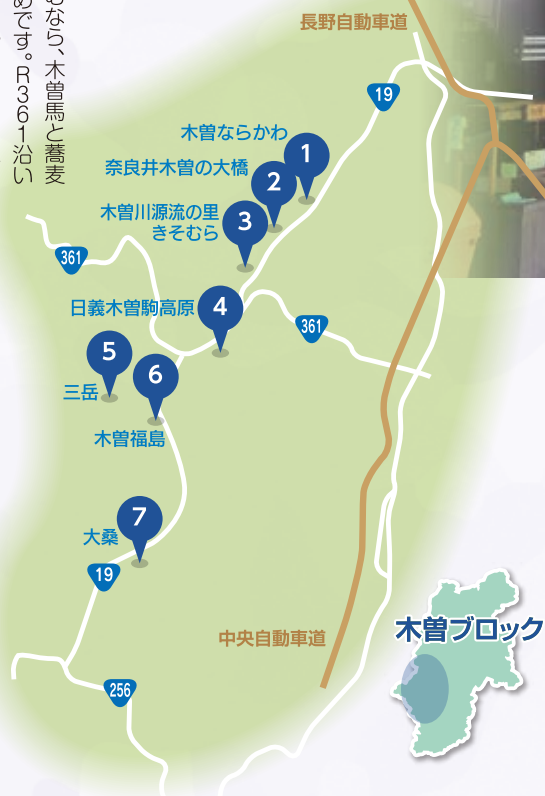 むなら、木曽馬と蕎麦
めです。R361沿い
長野自動車道
19
木曽ならかわ
1
奈良井木曽の大橋
2
木曽川源流の里
きそむら
3
361
日義木曽駒高原
4
361
5
三岳
6
木曽福島
7
大桑
19
中央自動車道
木曽ブロック
256